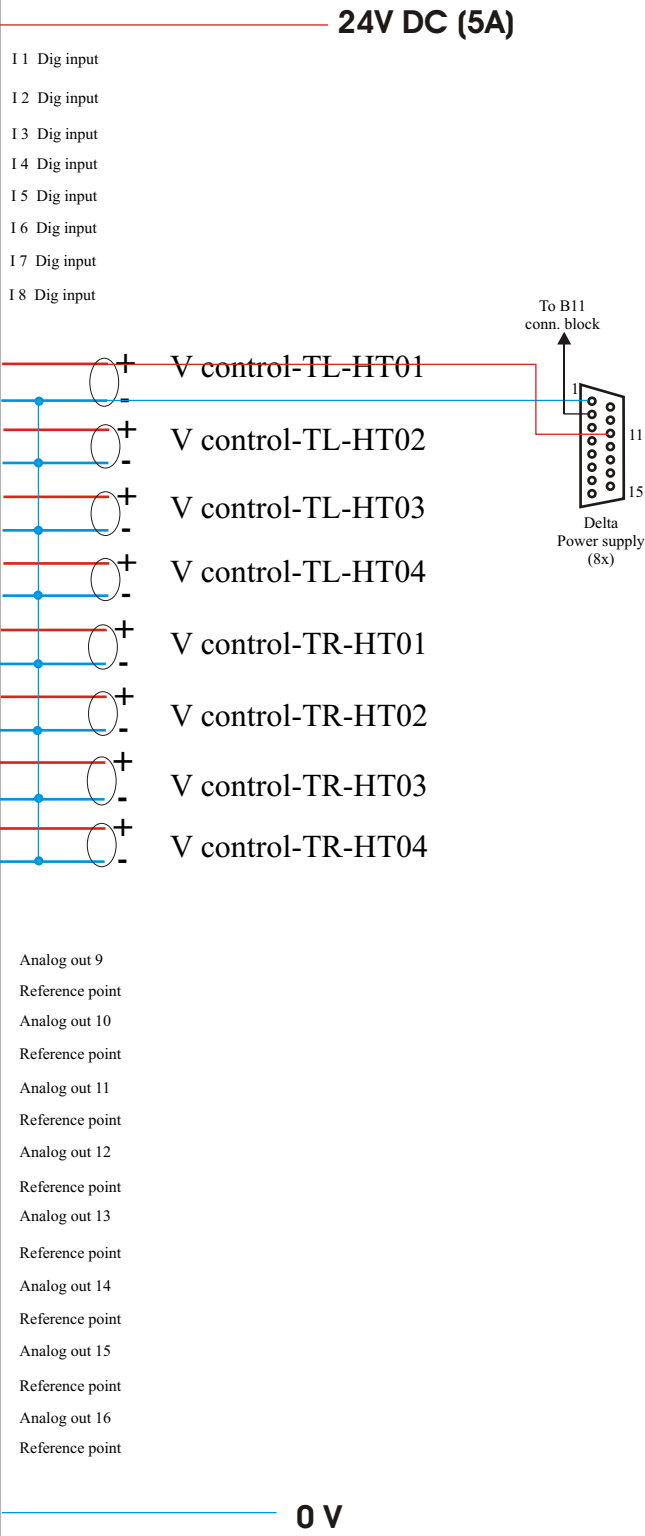 24V DC (5A)
I 1 Dig input
I 2 Dig input
I 3 Dig input
I 4 Dig input
I 5 Dig input
I 6 Dig input
I 7 Dig input
I 8 Dig input
To B11
conn. block
+ V control-TL-HT01
-
1
+ V control-TL-HT02
-
11
+ V control-TL-HT03
-
15
Delta
Power supply
(8x)
+ V control-TL-HT04
-
+ V control-TR-HT01
-
+ V control-TR-HT02
-
+ V control-TR-HT03
-
+ V control-TR-HT04
-
Analog out 9
Reference point
Analog out 10
Reference point
Analog out 11
Reference point
Analog out 12
Reference point
Analog out 13
Reference point
Analog out 14
Reference point
Analog out 15
Reference point
Analog out 16
Reference point
0 V